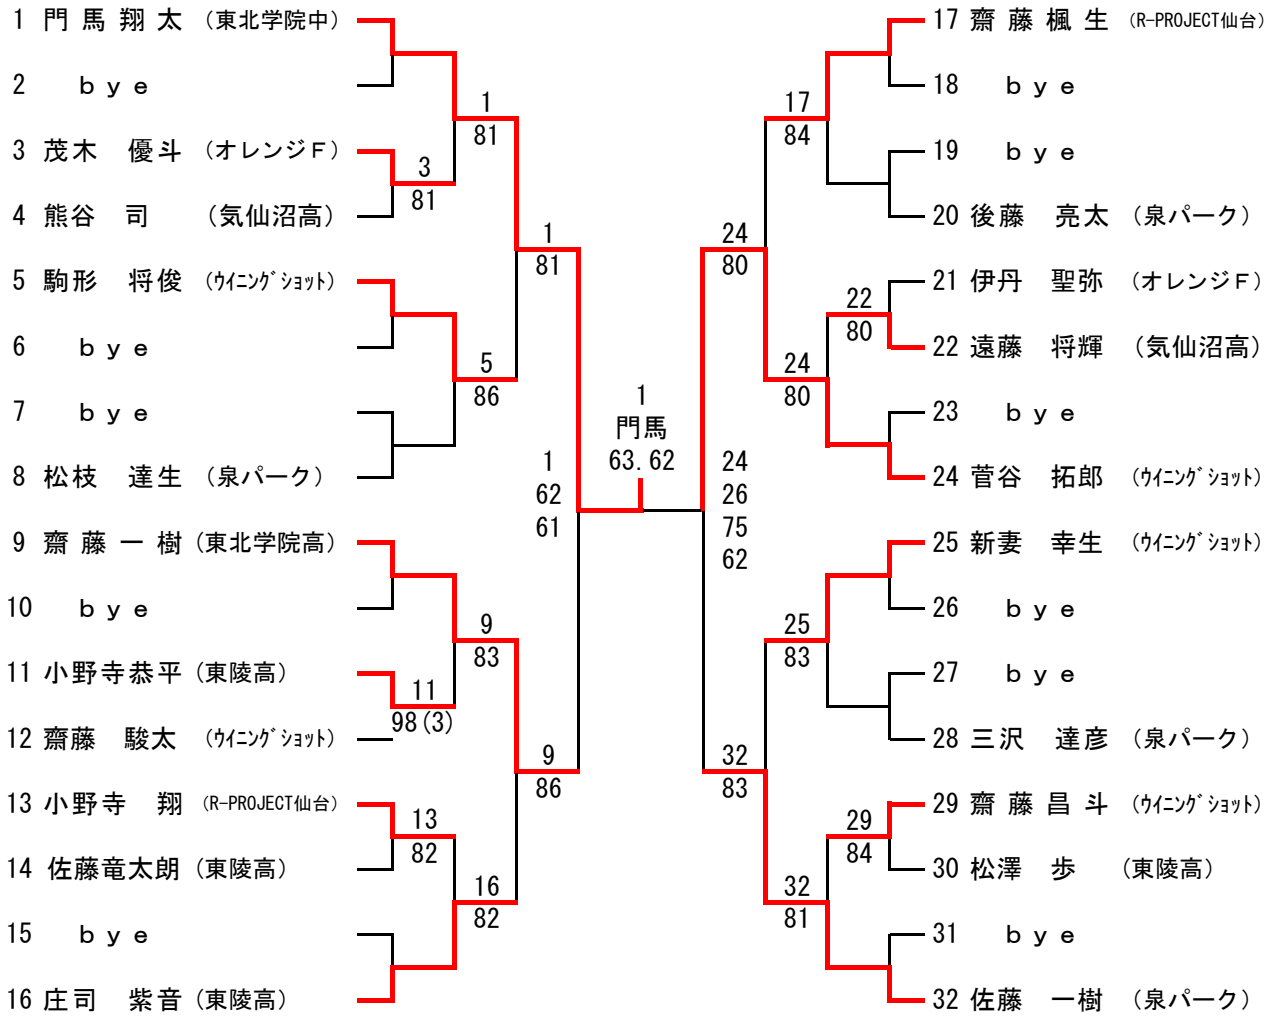 1 門 馬 翔 太 (東北学院中)
2 ｂｙｅ
3 茂木 優斗 (オレンジＦ)
4 熊谷 司 (気仙沼高)
5 駒形 将俊 (ｳｲﾆﾝｸﾞｼｮｯﾄ)
6 ｂｙｅ
7 ｂｙｅ
8 松枝 達生 (泉パーク)
9 齋 藤 一 樹 (東北学院高)
10 ｂｙｅ
11 小野寺恭平 (東陵高)
12 齋藤 駿太 (ｳｲﾆﾝｸﾞｼｮｯﾄ)
13 小野寺 翔 (R-PROJECT仙台)
14 佐藤竜太朗 (東陵高)
15 ｂｙｅ
16 庄司 紫音 (東陵高)
3
81
11
98(3)
13
82
1
81
5
86
9
83
16
82
1
81
9
86
1
62
61
1
門馬
63.62
24
26
75
62
24
80
32
83
17
84
24
80
25
83
32
81
22
80
29
84
17 齋 藤 楓 生 (R-PROJECT仙台)
18 ｂｙｅ
19 ｂｙｅ
20 後藤 亮太 (泉パーク)
21 伊丹 聖弥 (オレンジＦ)
22 遠藤 将輝 (気仙沼高)
23 ｂｙｅ
24 菅谷 拓郎 (ｳｲﾆﾝｸﾞｼｮｯﾄ)
25 新妻 幸生 (ｳｲﾆﾝｸﾞｼｮｯﾄ)
26 ｂｙｅ
27 ｂｙｅ
28 三沢 達彦 (泉パーク)
29 齋 藤 昌 斗 (ｳｲﾆﾝｸﾞｼｮｯﾄ)
30 松澤 歩 (東陵高)
31 ｂｙｅ
32 佐藤 一樹 (泉パーク)